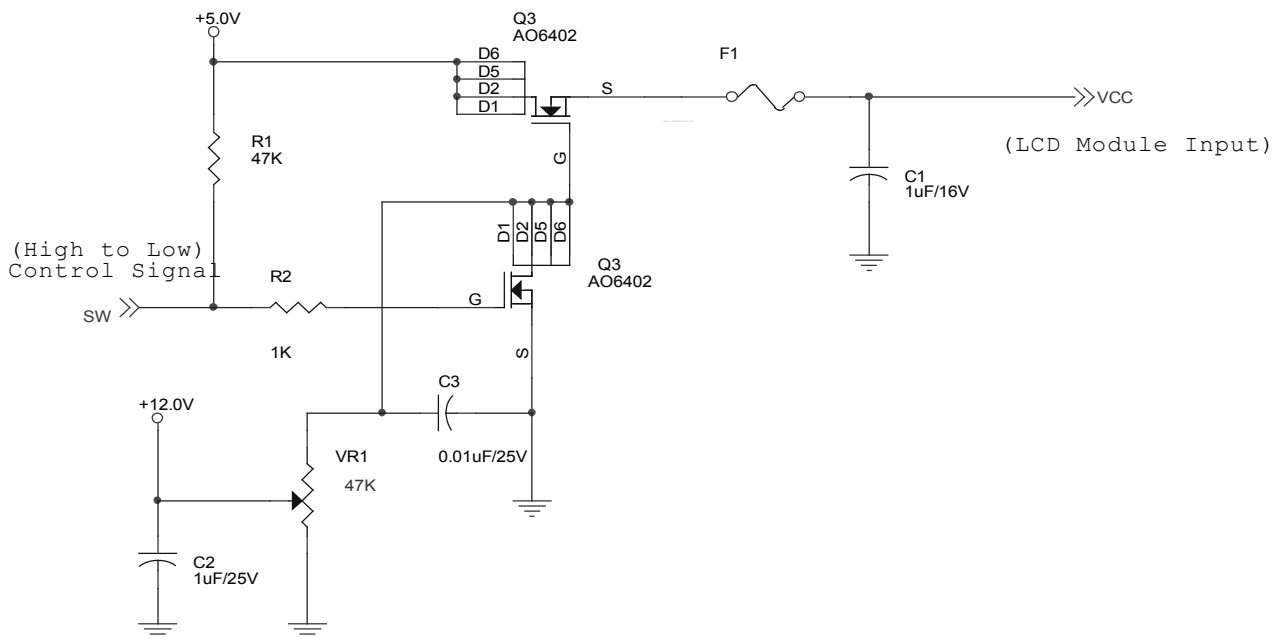 +5.0V
Q3
AO6402
D6
D5
D2
D1
S
F1
VCC
(LCD Module Input)
R1
47K
G
C1
1uF/16V
D1
D2
D5
D6
(High to Low)
Control Signal
SW
R2
1K
G
Q3
AO6402
S
C3
0.01uF/25V
+12.0V
VR1
47K
C2
1uF/25V